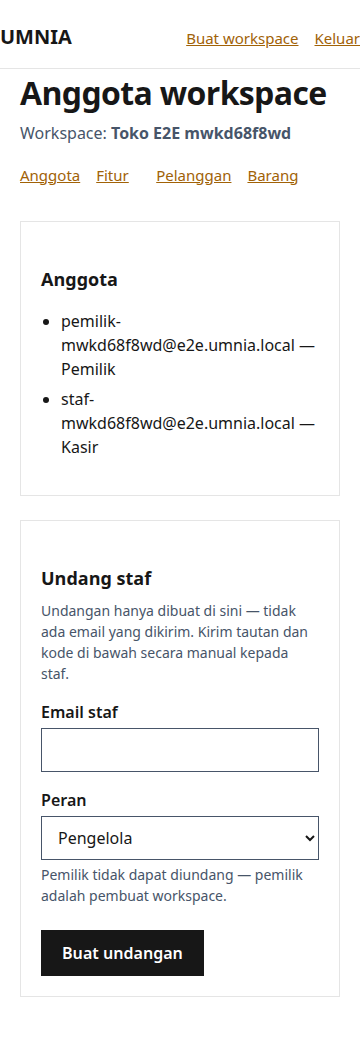 UMNIA Buat workspace Keluar
Anggota workspace
Workspace: Toko E2E mwkd68f8wd
Anggota Fitur Pelanggan Barang
Anggota
pemilik-
mwkd68f8wd@e2e.umnia.local —
Pemilik
staf-
mwkd68f8wd@e2e.umnia.local —
Kasir
Undang staf
Undangan hanya dibuat di sini — tidak
ada email yang dikirim. Kirim tautan dan
kode di bawah secara manual kepada
staf.
Email staf
Peran
Pengelola
Pemilik tidak dapat diundang — pemilik
adalah pembuat workspace.
Buat undangan